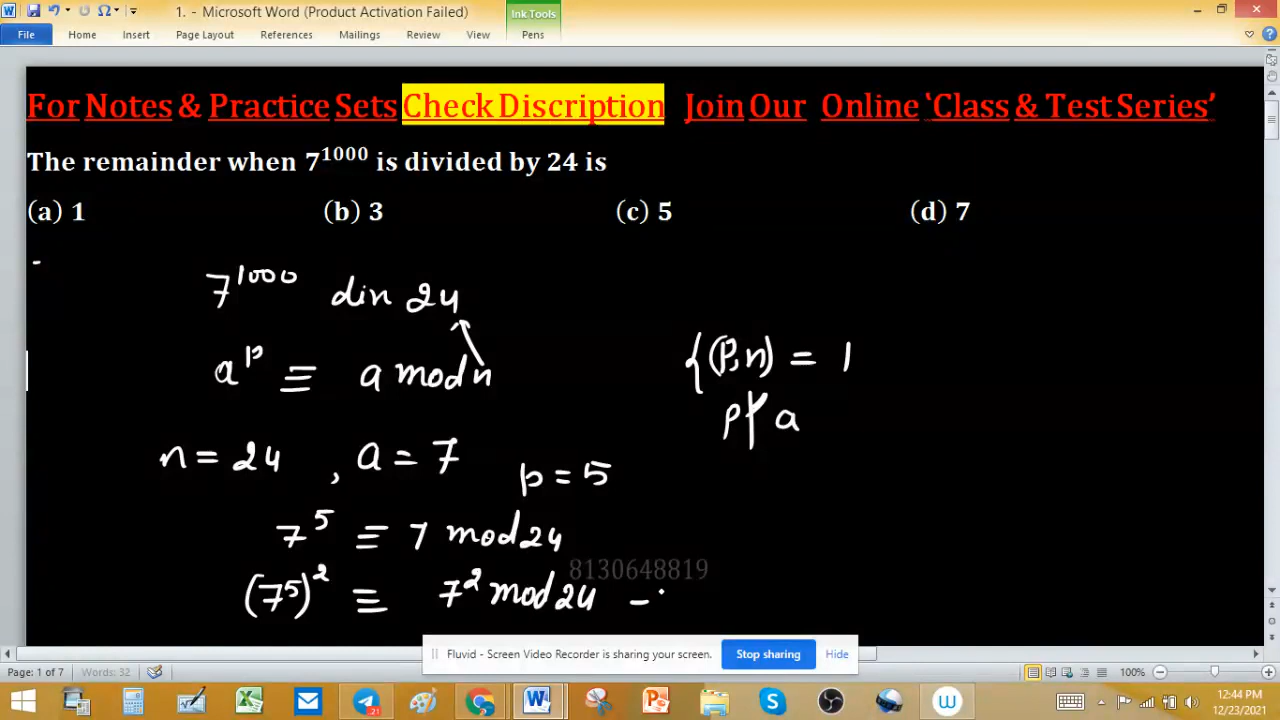 1. - Microsoft Word (Product Activation Failed)
Ink Tools
File Home Insert Page Layout References Mailings Review View Pens
For Notes & Practice Sets Check Discription Join Our Online ‘Class & Test Series’
The remainder when 7^1000 is divided by 24 is
(a) 1 (b) 3 (c) 5 (d) 7
7^1000 din 24
a^p ≡ a mod n {(P, n) = 1
p∤a
n = 24 , a = 7 p = 5
7^5 ≡ 7 mod 24
8130648819
(7^5)^2 ≡ 7^2 mod 24 -
Fluvid - Screen Video Recorder is sharing your screen. Stop sharing Hide
Page: 1 of 7 Words: 32 100%
12:44 PM
12/23/2021